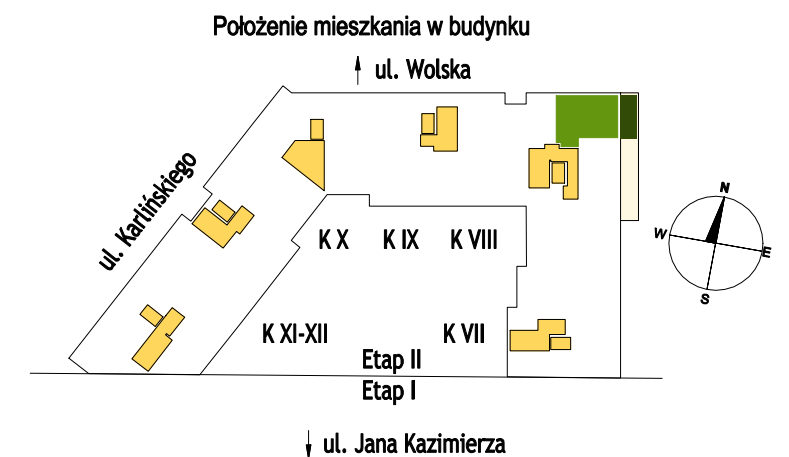 Położenie mieszkania w budynku
ul. Wolska
ul. Karlińskiego
N
W
E
S
K X
K IX
K VIII
K XI-XII
K VII
Etap II
Etap I
ul. Jana Kazimierza